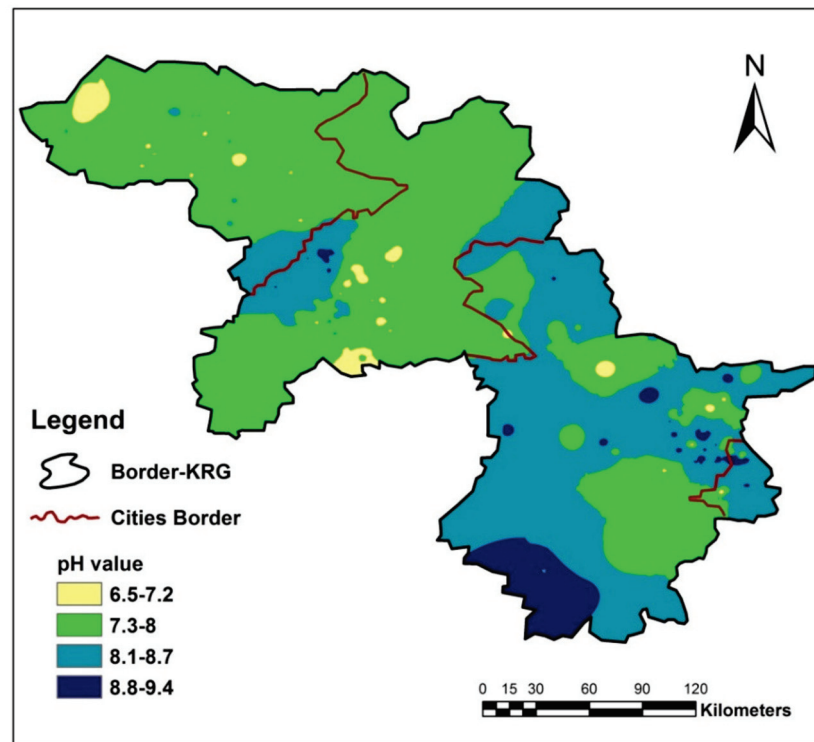 N
Legend
Border-KRG
Cities Border
pH value
6.5-7.2
7.3-8
8.1-8.7
8.8-9.4
0 15 30 60 90 120
Kilometers